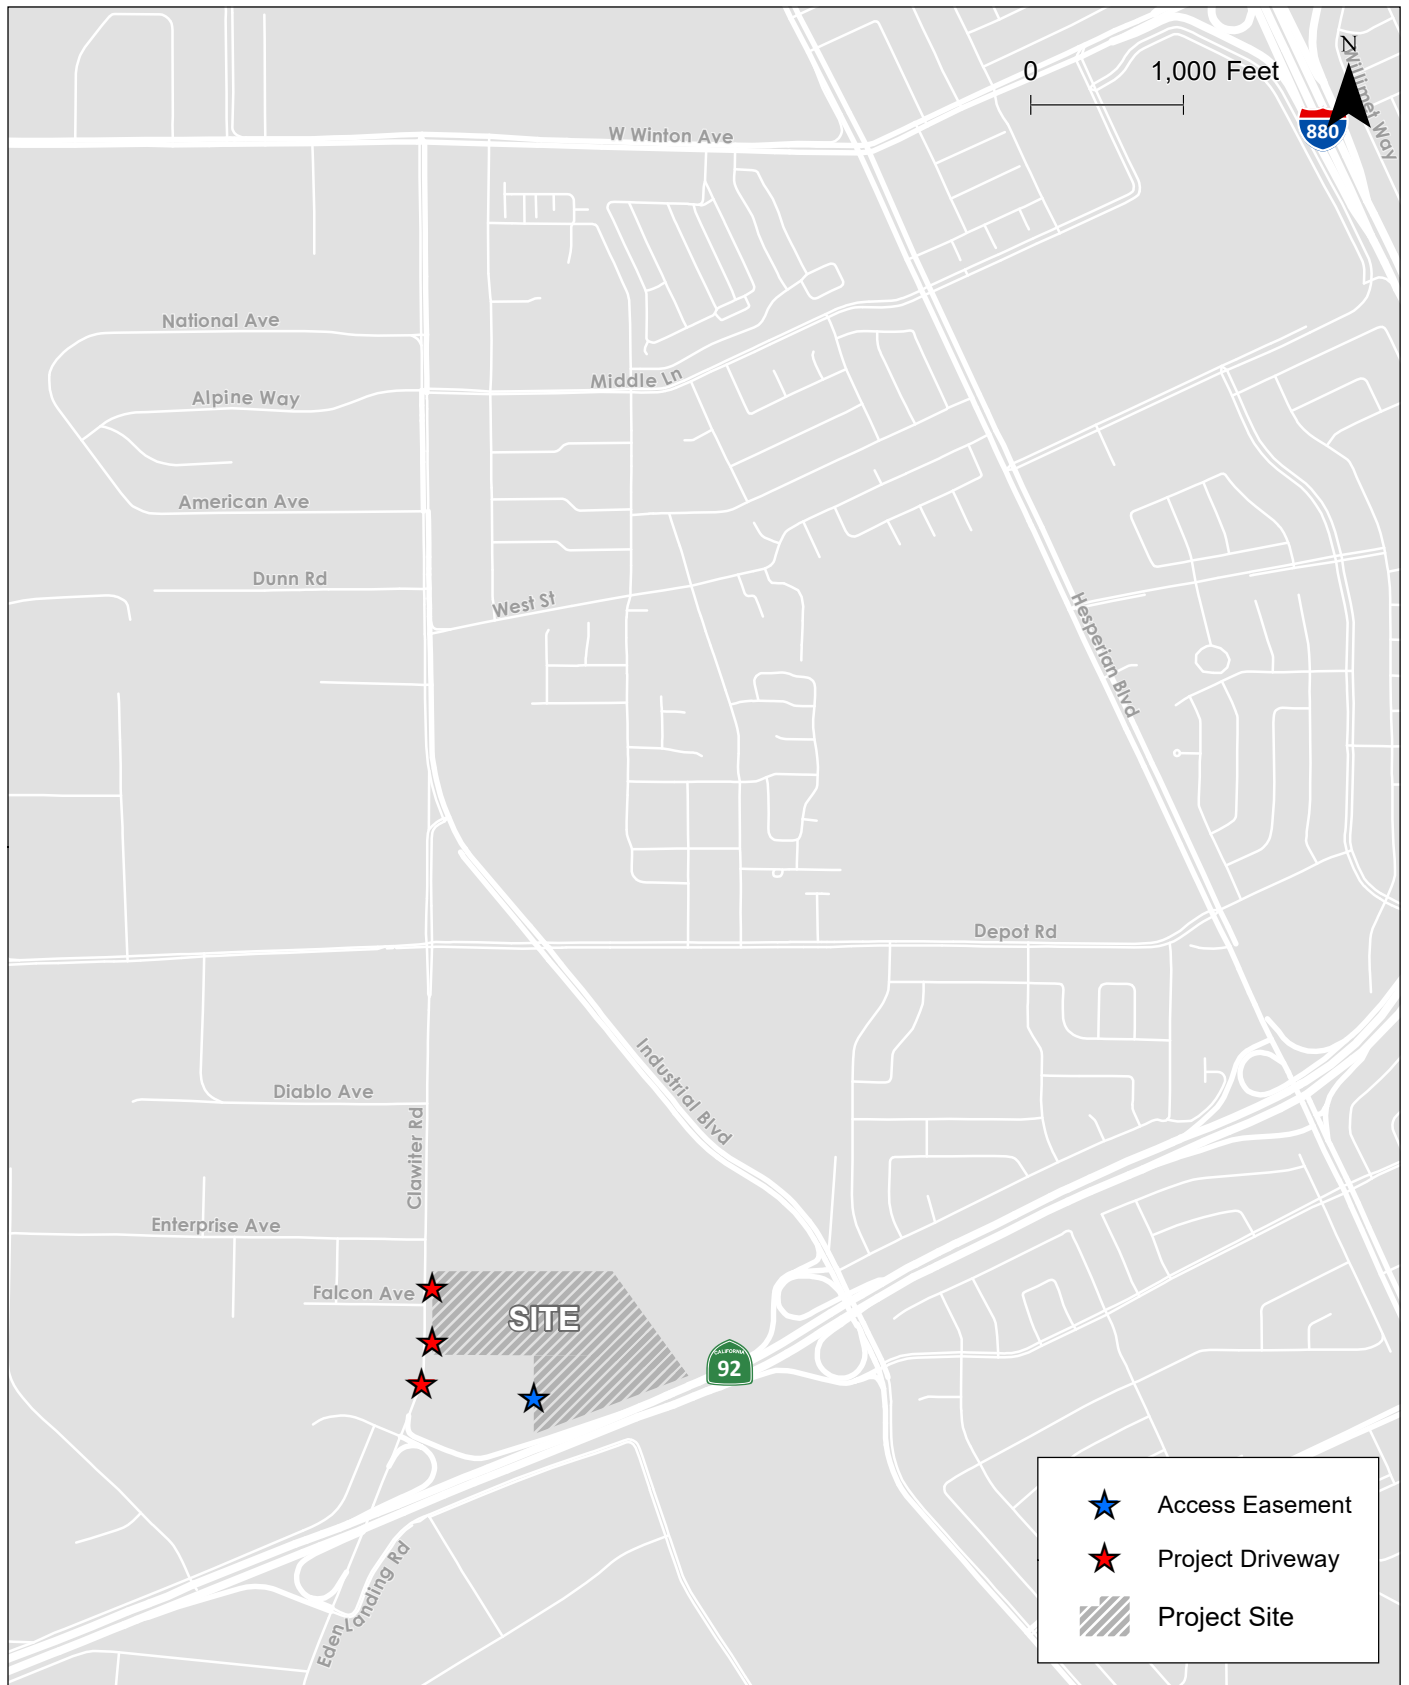 N
0 1,000 Feet
Willimet Way
880
W Winton Ave
National Ave
Middle Ln
Alpine Way
American Ave
Dunn Rd
West St
Hesperian Blvd
Depot Rd
Industrial Blvd
Diablo Ave
Clawiter Rd
Enterprise Ave
Falcon Ave
SITE
CALIFORNIA
92
Eden Landing Rd
Access Easement
Project Driveway
Project Site